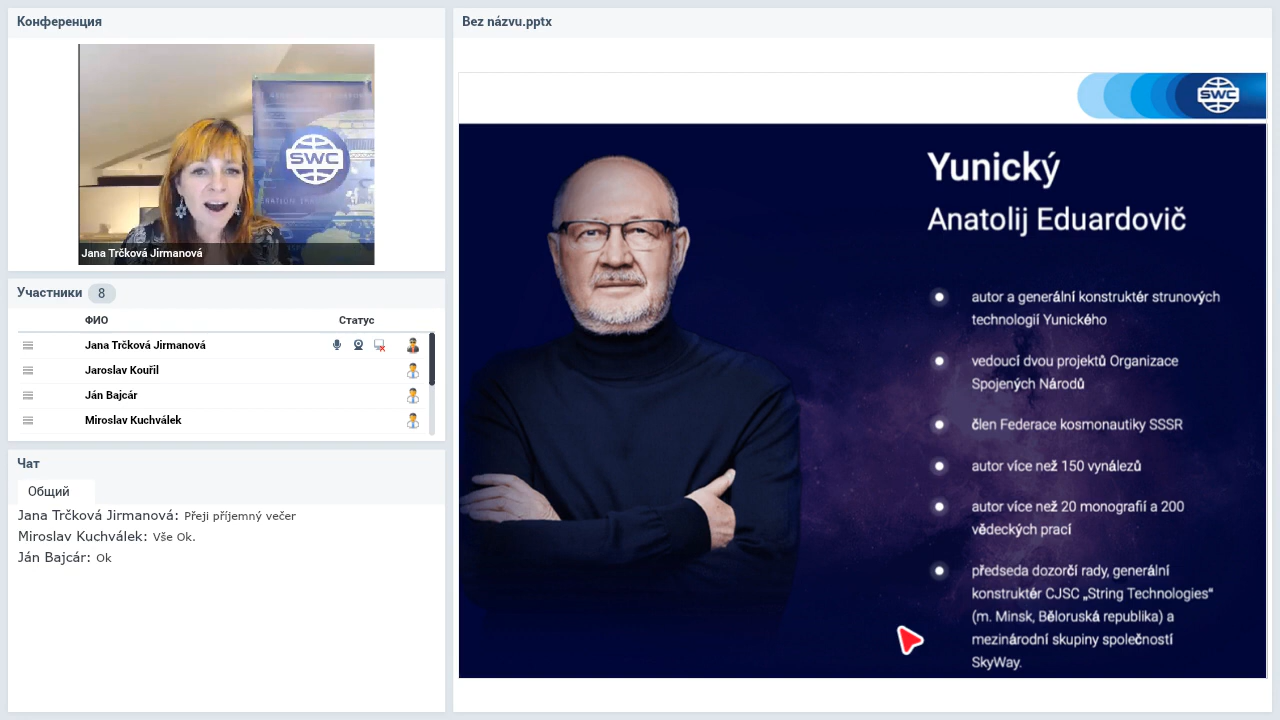 Конференция
SWC
Jana Trčková Jirmanová
Участники 8
ФИО Статус
Jana Trčková Jirmanová
Jaroslav Kouřil
Ján Bajcár
Miroslav Kuchválek
Чат
Общий
Jana Trčková Jirmanová: Přeji příjemný večer
Miroslav Kuchválek: Vše Ok.
Ján Bajcár: Ok
Bez názvu.pptx
SWC
Yunický
Anatolij Eduardovič
autor a generální konstruktér strunových
technologií Yunického
vedoucí dvou projektů Organizace
Spojených Národů
člen Federace kosmonautiky SSSR
autor více než 150 vynálezů
autor více než 20 monografií a 200
vědeckých prací
předseda dozorčí rady, generální
konstruktér CJSC „String Technologies“
(m. Minsk, Běloruská republika) a
mezinárodní skupiny společností
SkyWay.